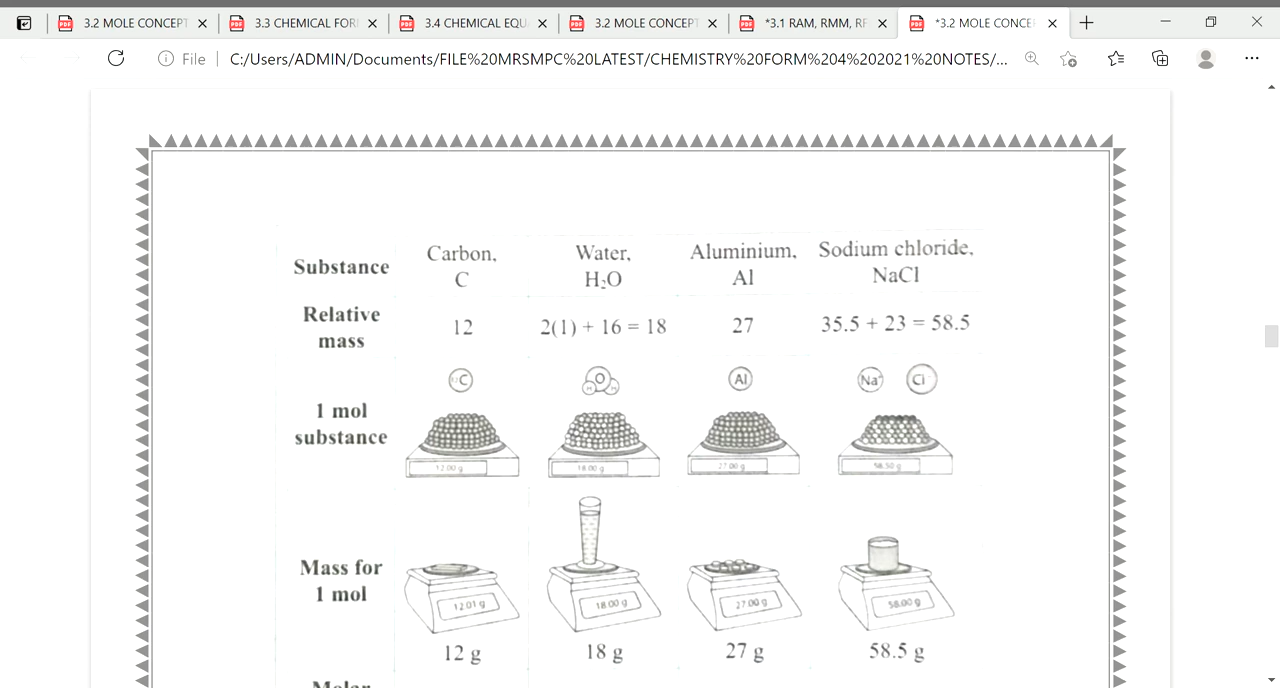 3.2 MOLE CONCEPT
3.3 CHEMICAL FOR
3.4 CHEMICAL EQU
3.2 MOLE CONCEPT
*3.1 RAM, RMM, RF
*3.2 MOLE CONCE
File
C:/Users/ADMIN/Documents/FILE%20MRSMPC%20LATEST/CHEMISTRY%20FORM%204%202021%20NOTES/...
Substance
Carbon,
C
Water,
H₂O
Aluminium,
Al
Sodium chloride,
NaCl
Relative
mass
12
2(1) + 16 = 18
27
35.5 + 23 = 58.5
1 mol
substance
C
O
H H
Al
Na⁺
Cl⁻
12.00 g
18.00 g
27.00 g
58.50 g
Mass for
1 mol
12.01 g
18.00 g
27.00 g
58.00 g
12 g
18 g
27 g
58.5 g